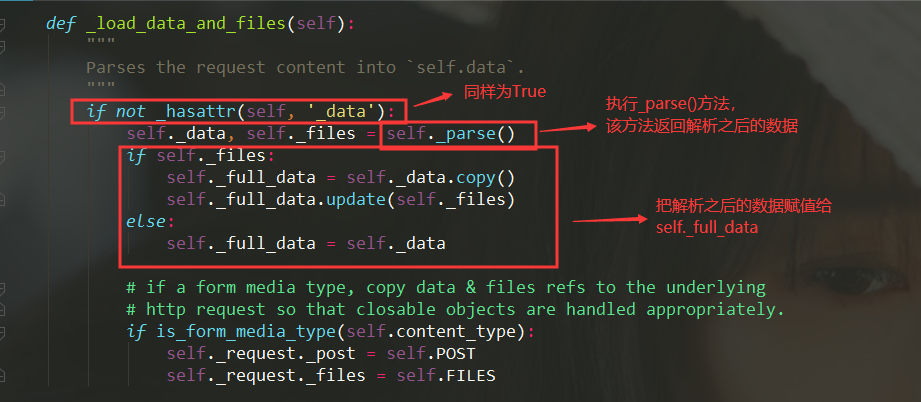 def _load_data_and_files(self):
"""
Parses the request content into `self.data`.
"""
if not _hasattr(self, '_data'):
同样为True
self._data, self._files = self._parse()
执行_parse()方法，
该方法返回解析之后的数据
if self._files:
self._full_data = self._data.copy()
self._full_data.update(self._files)
else:
self._full_data = self._data
把解析之后的数据赋值给
self._full_data
# if a form media type, copy data & files refs to the underlying
# http request so that closable objects are handled appropriately.
if is_form_media_type(self.content_type):
self._request._post = self.POST
self._request._files = self.FILES